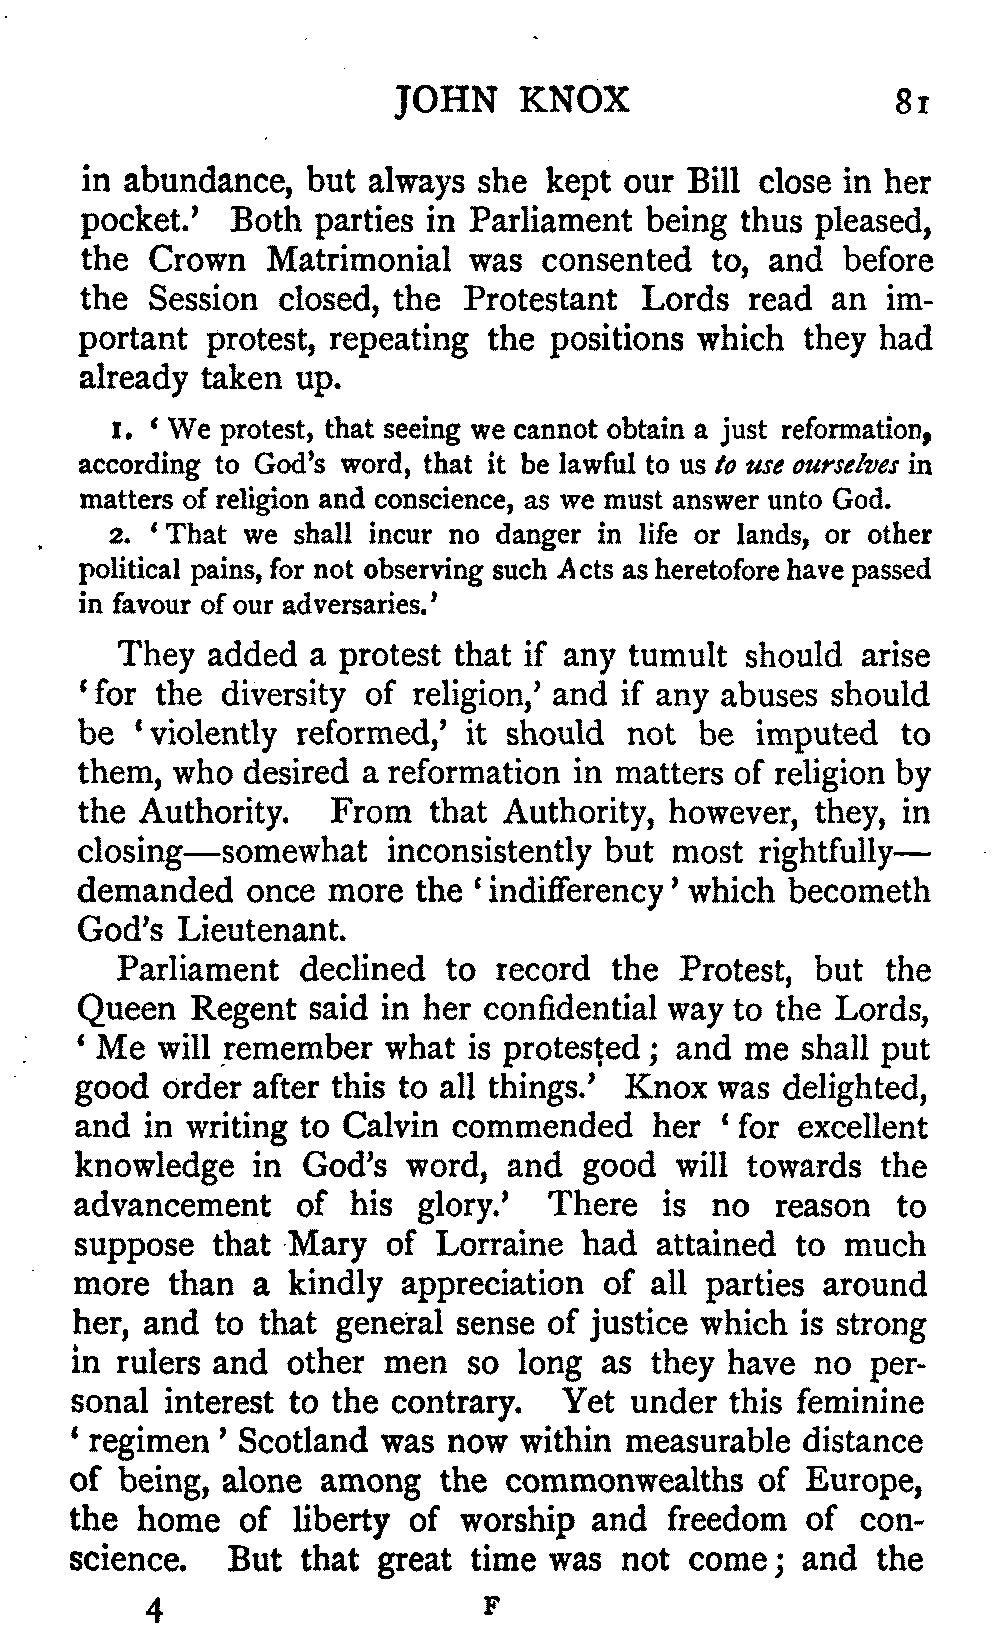 JOHN KNOX 81
in abundance, but always she kept our Bill close in her
pocket.’ Both parties in Parliament being thus pleased,
the Crown Matrimonial was consented to, and before
the Session closed, the Protestant Lords read an im-
portant protest, repeating the positions which they had
already taken up.
1. ‘ We protest, that seeing we cannot obtain a just reformation,
according to God’s word, that it be lawful to us to use ourselves in
matters of religion and conscience, as we must answer unto God.
2. ‘ That we shall incur no danger in life or lands, or other
political pains, for not observing such Acts as heretofore have passed
in favour of our adversaries.’
They added a protest that if any tumult should arise
‘ for the diversity of religion,’ and if any abuses should
be ‘ violently reformed,’ it should not be imputed to
them, who desired a reformation in matters of religion by
the Authority. From that Authority, however, they, in
closing—somewhat inconsistently but most rightfully—
demanded once more the ‘ indifferency ’ which becometh
God’s Lieutenant.
Parliament declined to record the Protest, but the
Queen Regent said in her confidential way to the Lords,
‘ Me will remember what is protested ; and me shall put
good order after this to all things.’ Knox was delighted,
and in writing to Calvin commended her ‘ for excellent
knowledge in God’s word, and good will towards the
advancement of his glory.’ There is no reason to
suppose that Mary of Lorraine had attained to much
more than a kindly appreciation of all parties around
her, and to that general sense of justice which is strong
in rulers and other men so long as they have no per-
sonal interest to the contrary. Yet under this feminine
‘ regimen ’ Scotland was now within measurable distance
of being, alone among the commonwealths of Europe,
the home of liberty of worship and freedom of con-
science. But that great time was not come ; and the
4 F